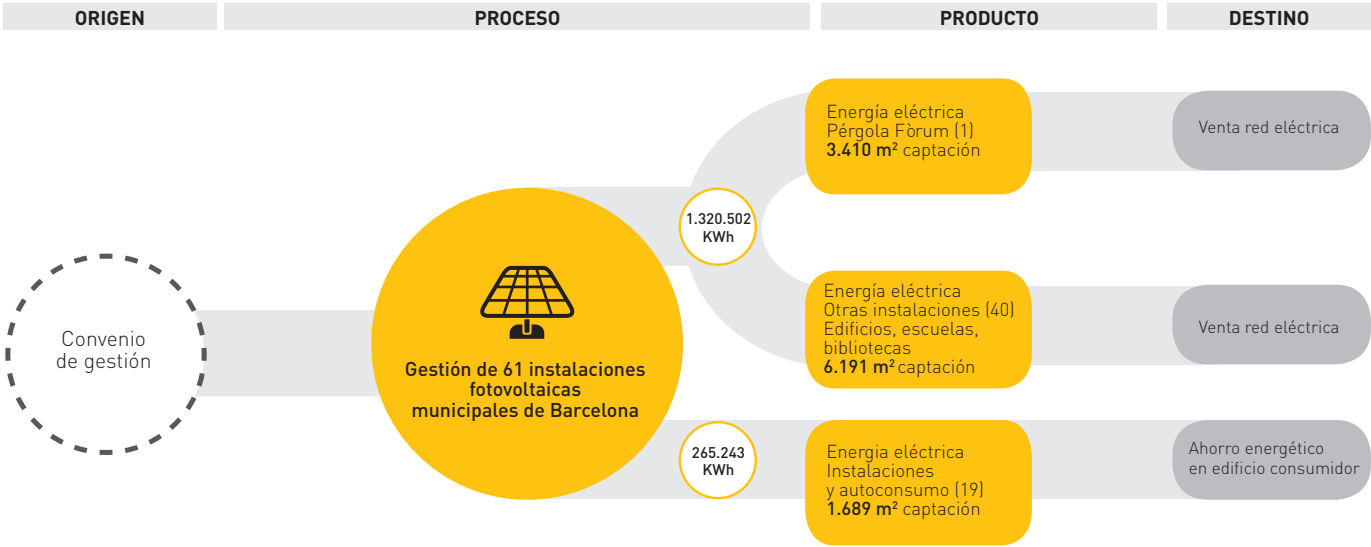 ORIGEN
PROCESO
PRODUCTO
DESTINO
Convenio
de gestión
Gestión de 61 instalaciones
fotovoltaicas
municipales de Barcelona
1.320.502
KWh
265.243
KWh
Energía eléctrica
Pérgola Fòrum (1)
3.410 m² captación
Energía eléctrica
Otras instalaciones (40)
Edificios, escuelas,
bibliotecas
6.191 m² captación
Energia eléctrica
Instalaciones
y autoconsumo (19)
1.689 m² captación
Venta red eléctrica
Venta red eléctrica
Ahorro energético
en edificio consumidor